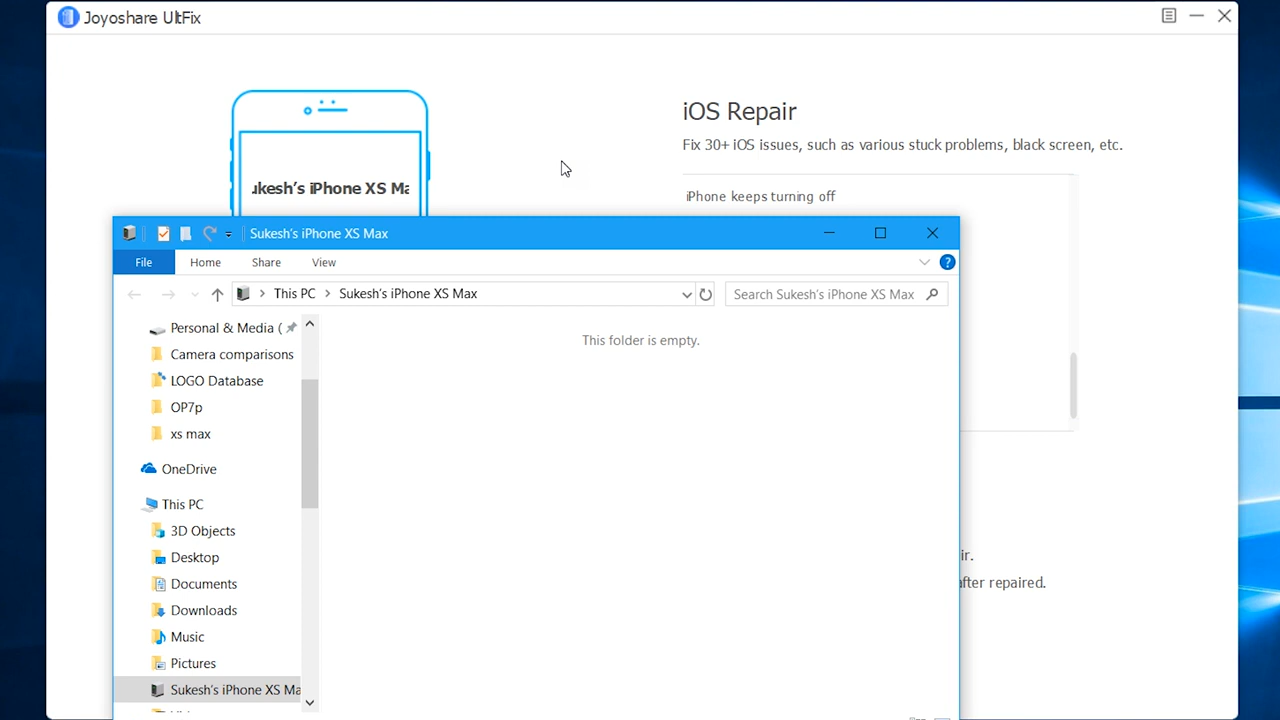 Joyoshare UltFix
iOS Repair
Fix 30+ iOS issues, such as various stuck problems, black screen, etc.
ukesh's iPhone XS Ma
iPhone keeps turning off
Sukesh's iPhone XS Max
File Home Share View
This PC > Sukesh's iPhone XS Max
Search Sukesh's iPhone XS Max
This folder is empty.
Personal & Media (
Camera comparisons
LOGO Database
OP7p
xs max
OneDrive
This PC
3D Objects
Desktop
Documents
Downloads
Music
Pictures
Sukesh's iPhone XS Ma
ir.
after repaired.